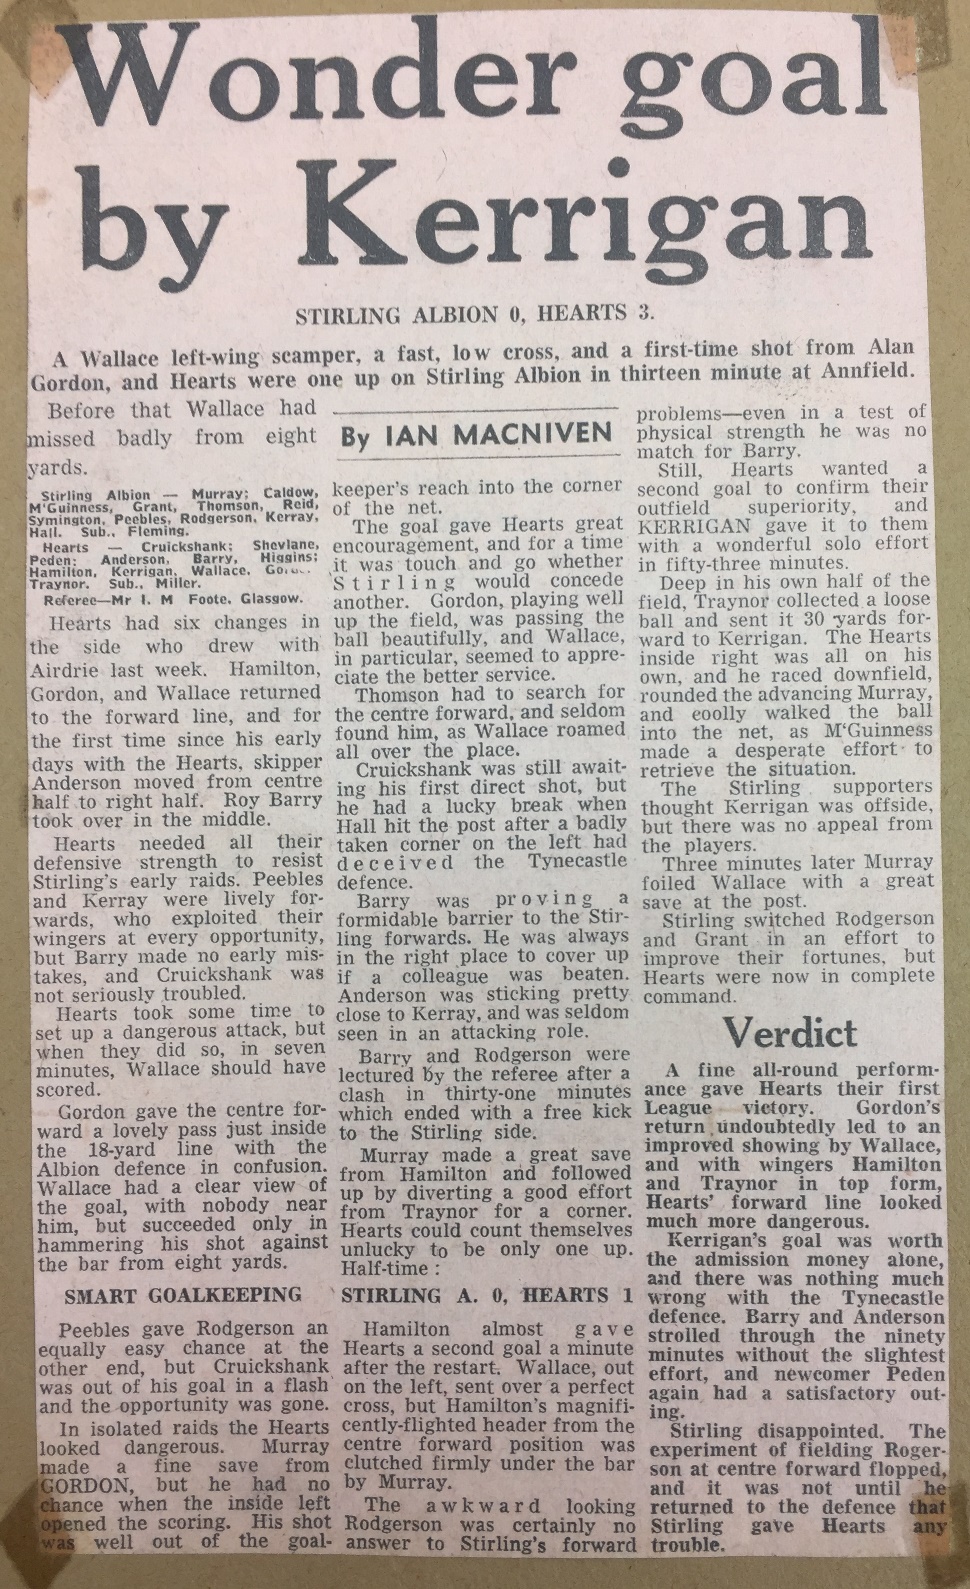 Wonder goal
by Kerrigan
STIRLING ALBION 0, HEARTS 3.
A Wallace left-wing scamper, a fast, low cross, and a first-time shot from Alan
Gordon, and Hearts were one up on Stirling Albion in thirteen minute at Annfield.
Before that Wallace had
missed badly from eight
yards.
Stirling Albion — Murray; Caldow,
M'Guinness, Grant, Thomson, Reid,
Symington, Peebles, Rodgerson, Kerray,
Hall. Sub., Fleming.
Hearts — Cruickshank; Shevlane,
Peden; Anderson, Barry, Higgins;
Hamilton, Kerrigan, Wallace,
Traynor. Sub. Miller.
Referee—Mr I. M Foote, Glasgow.
Hearts had six changes in
the side who drew with
Airdrie last week. Hamilton,
Gordon, and Wallace returned
to the forward line, and for
the first time since his early
days with the Hearts, skipper
Anderson moved from centre
half to right half. Roy Barry
took over in the middle.
Hearts needed all their
defensive strength to resist
Stirling's early raids. Peebles
and Kerray were lively for-
wards, who exploited their
wingers at every opportunity,
but Barry made no early mis-
takes, and Cruickshank was
not seriously troubled.
Hearts took some time to
set up a dangerous attack, but
when they did so, in seven
minutes, Wallace should have
scored.
Gordon gave the centre for-
ward a lovely pass just inside
the 18-yard line with the
Albion defence in confusion.
Wallace had a clear view of
the goal, with nobody near
him, but succeeded only in
hammering his shot against
the bar from eight yards.
SMART GOALKEEPING
Peebles gave Rodgerson an
equally easy chance at the
other end, but Cruickshank
was out of his goal in a flash
and the opportunity was gone.
In isolated raids the Hearts
looked dangerous. Murray
made a fine save from
GORDON, but he had no
chance when the inside left
opened the scoring. His shot
was well out of the goal-
By IAN MACNIVEN
keeper's reach into the corner
of the net.
The goal gave Hearts great
encouragement, and for a time
it was touch and go whether
Stirling would concede
another. Gordon, playing well
up the field, was passing the
ball beautifully, and Wallace,
in particular, seemed to appre-
ciate the better service.
Thomson had to search for
the centre forward, and seldom
found him, as Wallace roamed
all over the place.
Cruickshank was still await-
ing his first direct shot, but
he had a lucky break when
Hall hit the post after a badly
taken corner on the left had
deceived the Tynecastle
defence.
Barry was proving a
formidable barrier to the Stir-
ling forwards. He was always
in the right place to cover up
if a colleague was beaten.
Anderson was sticking pretty
close to Kerray, and was seldom
seen in an attacking role.
Barry and Rodgerson were
lectured by the referee after a
clash in thirty-one minutes
which ended with a free kick
to the Stirling side.
Murray made a great save
from Hamilton and followed
up by diverting a good effort
from Traynor for a corner.
Hearts could count themselves
unlucky to be only one up.
Half-time :
STIRLING A. 0, HEARTS 1
Hamilton almost gave
Hearts a second goal a minute
after the restart. Wallace, out
on the left, sent over a perfect
cross, but Hamilton's magnifi-
cently-flighted header from the
centre forward position was
clutched firmly under the bar
by Murray.
The awkward looking
Rodgerson was certainly no
answer to Stirling's forward
problems—even in a test of
physical strength he was no
match for Barry.
Still, Hearts wanted a
second goal to confirm their
outfield superiority, and
KERRIGAN gave it to them
with a wonderful solo effort
in fifty-three minutes.
Deep in his own half of the
field, Traynor collected a loose
ball and sent it 30 yards for-
ward to Kerrigan. The Hearts
inside right was all on his
own, and he raced downfield,
rounded the advancing Murray,
and coolly walked the ball
into the net, as M'Guinness
made a desperate effort to
retrieve the situation.
The Stirling supporters
thought Kerrigan was offside,
but there was no appeal from
the players.
Three minutes later Murray
foiled Wallace with a great
save at the post.
Stirling switched Rodgerson
and Grant in an effort to
improve their fortunes, but
Hearts were now in complete
command.
Verdict
A fine all-round perform-
ance gave Hearts their first
League victory. Gordon's
return undoubtedly led to an
improved showing by Wallace,
and with wingers Hamilton
and Traynor in top form,
Hearts' forward line looked
much more dangerous.
Kerrigan's goal was worth
the admission money alone,
and there was nothing much
wrong with the Tynecastle
defence. Barry and Anderson
strolled through the ninety
minutes without the slightest
effort, and newcomer Peden
again had a satisfactory out-
ing.
Stirling disappointed. The
experiment of fielding Roger-
son at centre forward flopped,
and it was not until he
returned to the defence that
Stirling gave Hearts any
trouble.